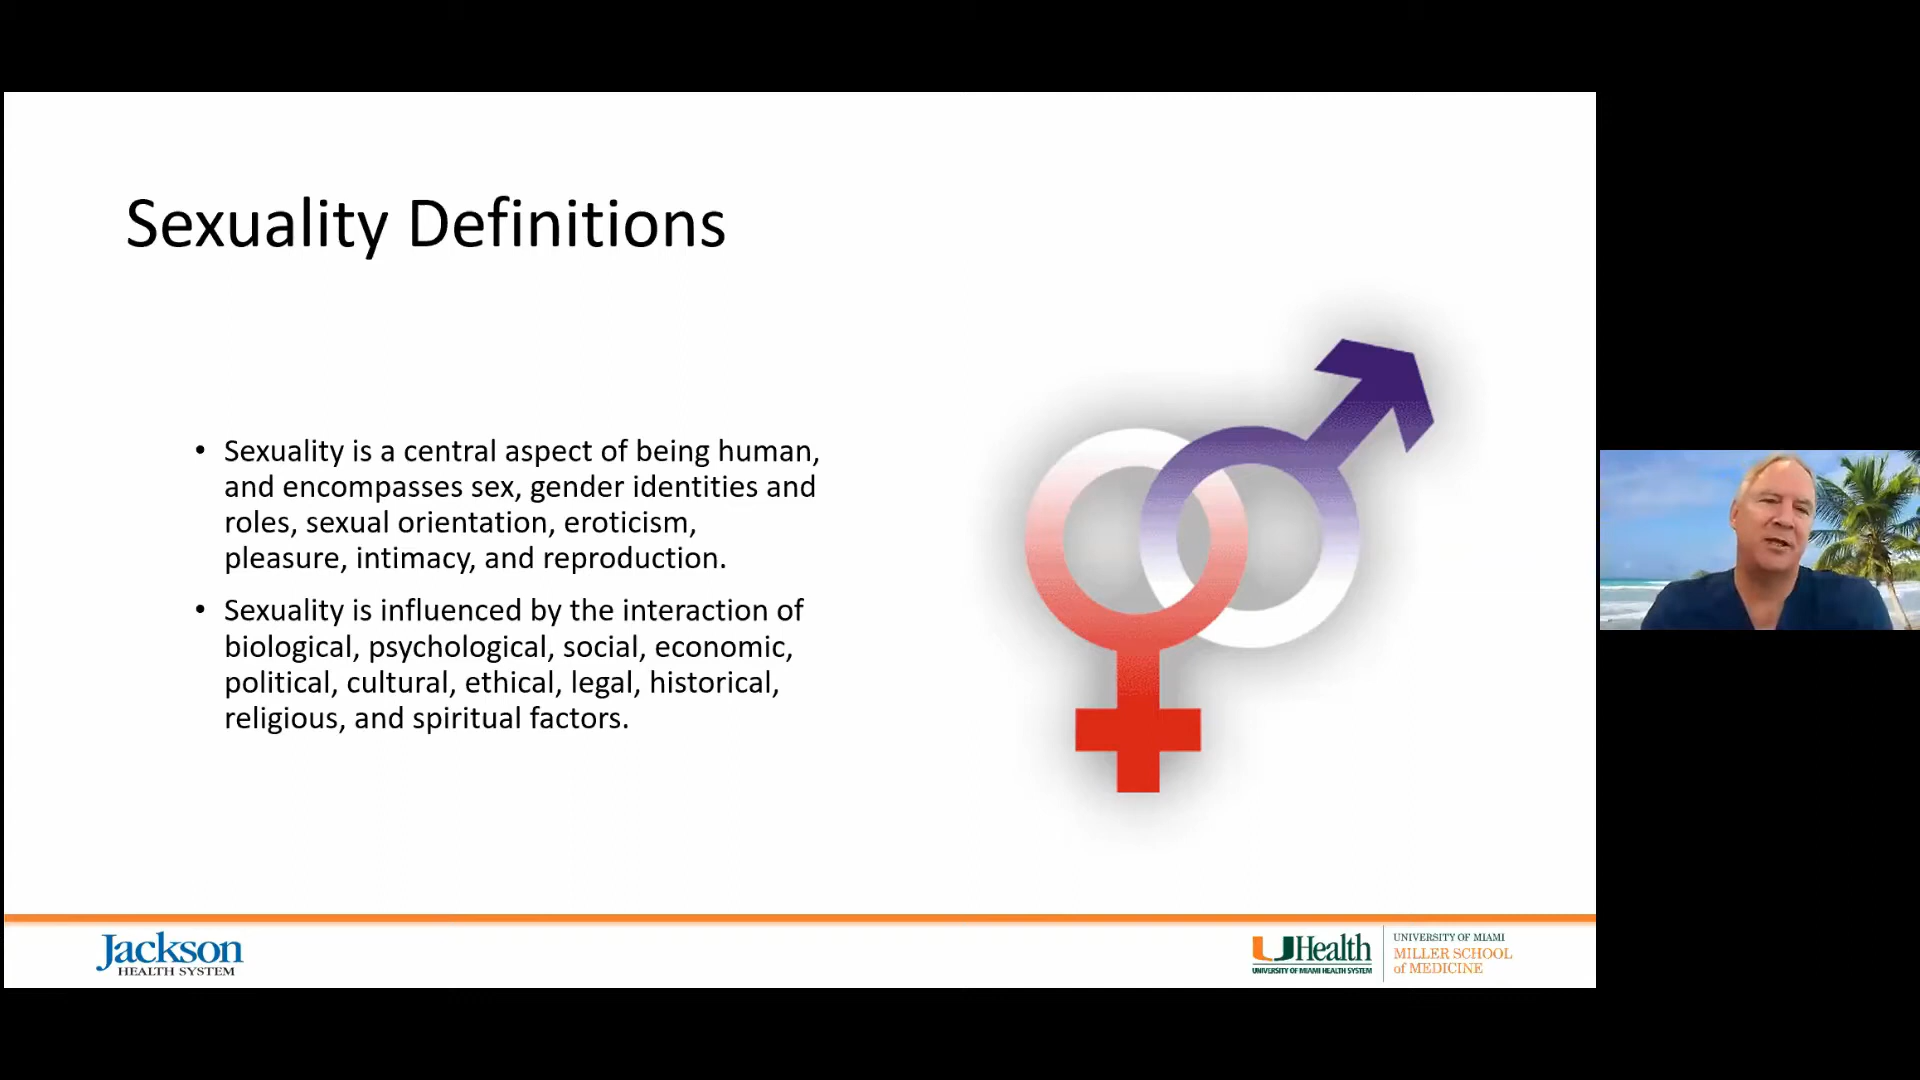 Sexuality Definitions
• Sexuality is a central aspect of being human,
and encompasses sex, gender identities and
roles, sexual orientation, eroticism,
pleasure, intimacy, and reproduction.
• Sexuality is influenced by the interaction of
biological, psychological, social, economic,
political, cultural, ethical, legal, historical,
religious, and spiritual factors.
Jackson
HEALTH SYSTEM
UHealth
UNIVERSITY OF MIAMI HEALTH SYSTEM
UNIVERSITY OF MIAMI
MILLER SCHOOL
of MEDICINE